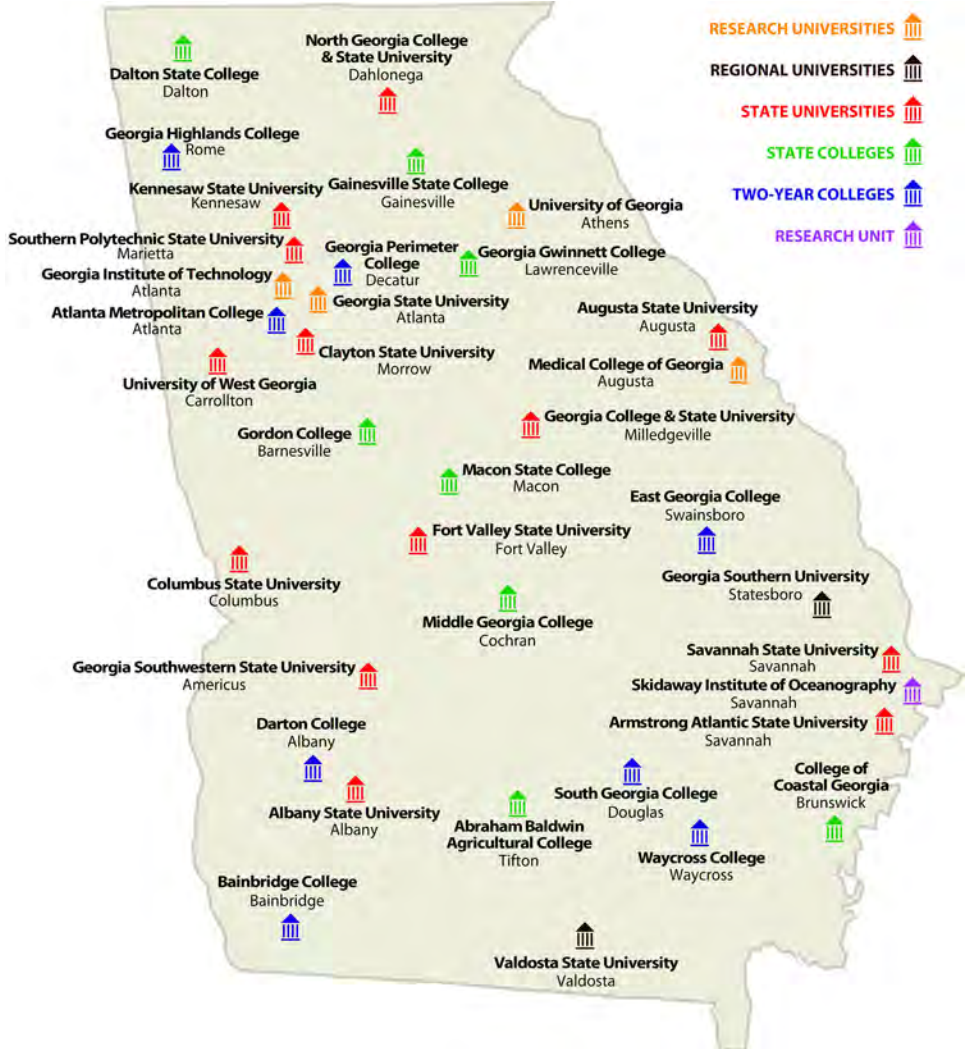 North Georgia College
& State University
Dahlonega
RESEARCH UNIVERSITIES
REGIONAL UNIVERSITIES
STATE UNIVERSITIES
STATE COLLEGES
TWO-YEAR COLLEGES
RESEARCH UNIT
Dalton State College
Dalton
Georgia Highlands College
Rome
Kennesaw State University
Kennesaw
Gainesville State College
Gainesville
University of Georgia
Athens
Southern Polytechnic State University
Marietta
Georgia Perimeter
College
Decatur
Georgia Gwinnett College
Lawrenceville
Georgia Institute of Technology
Atlanta
Georgia State University
Atlanta
Atlanta Metropolitan College
Atlanta
Augusta State University
Augusta
Clayton State University
Morrow
Medical College of Georgia
Augusta
University of West Georgia
Carrollton
Georgia College & State University
Milledgeville
Gordon College
Barnesville
Macon State College
Macon
East Georgia College
Swainsboro
Fort Valley State University
Fort Valley
Columbus State University
Columbus
Georgia Southern University
Statesboro
Middle Georgia College
Cochran
Savannah State University
Savannah
Georgia Southwestern State University
Americus
Skidaway Institute of Oceanography
Savannah
Armstrong Atlantic State University
Savannah
Darton College
Albany
College of
Coastal Georgia
Brunswick
South Georgia College
Douglas
Albany State University
Albany
Abraham Baldwin
Agricultural College
Tifton
Waycross College
Waycross
Bainbridge College
Bainbridge
Valdosta State University
Valdosta